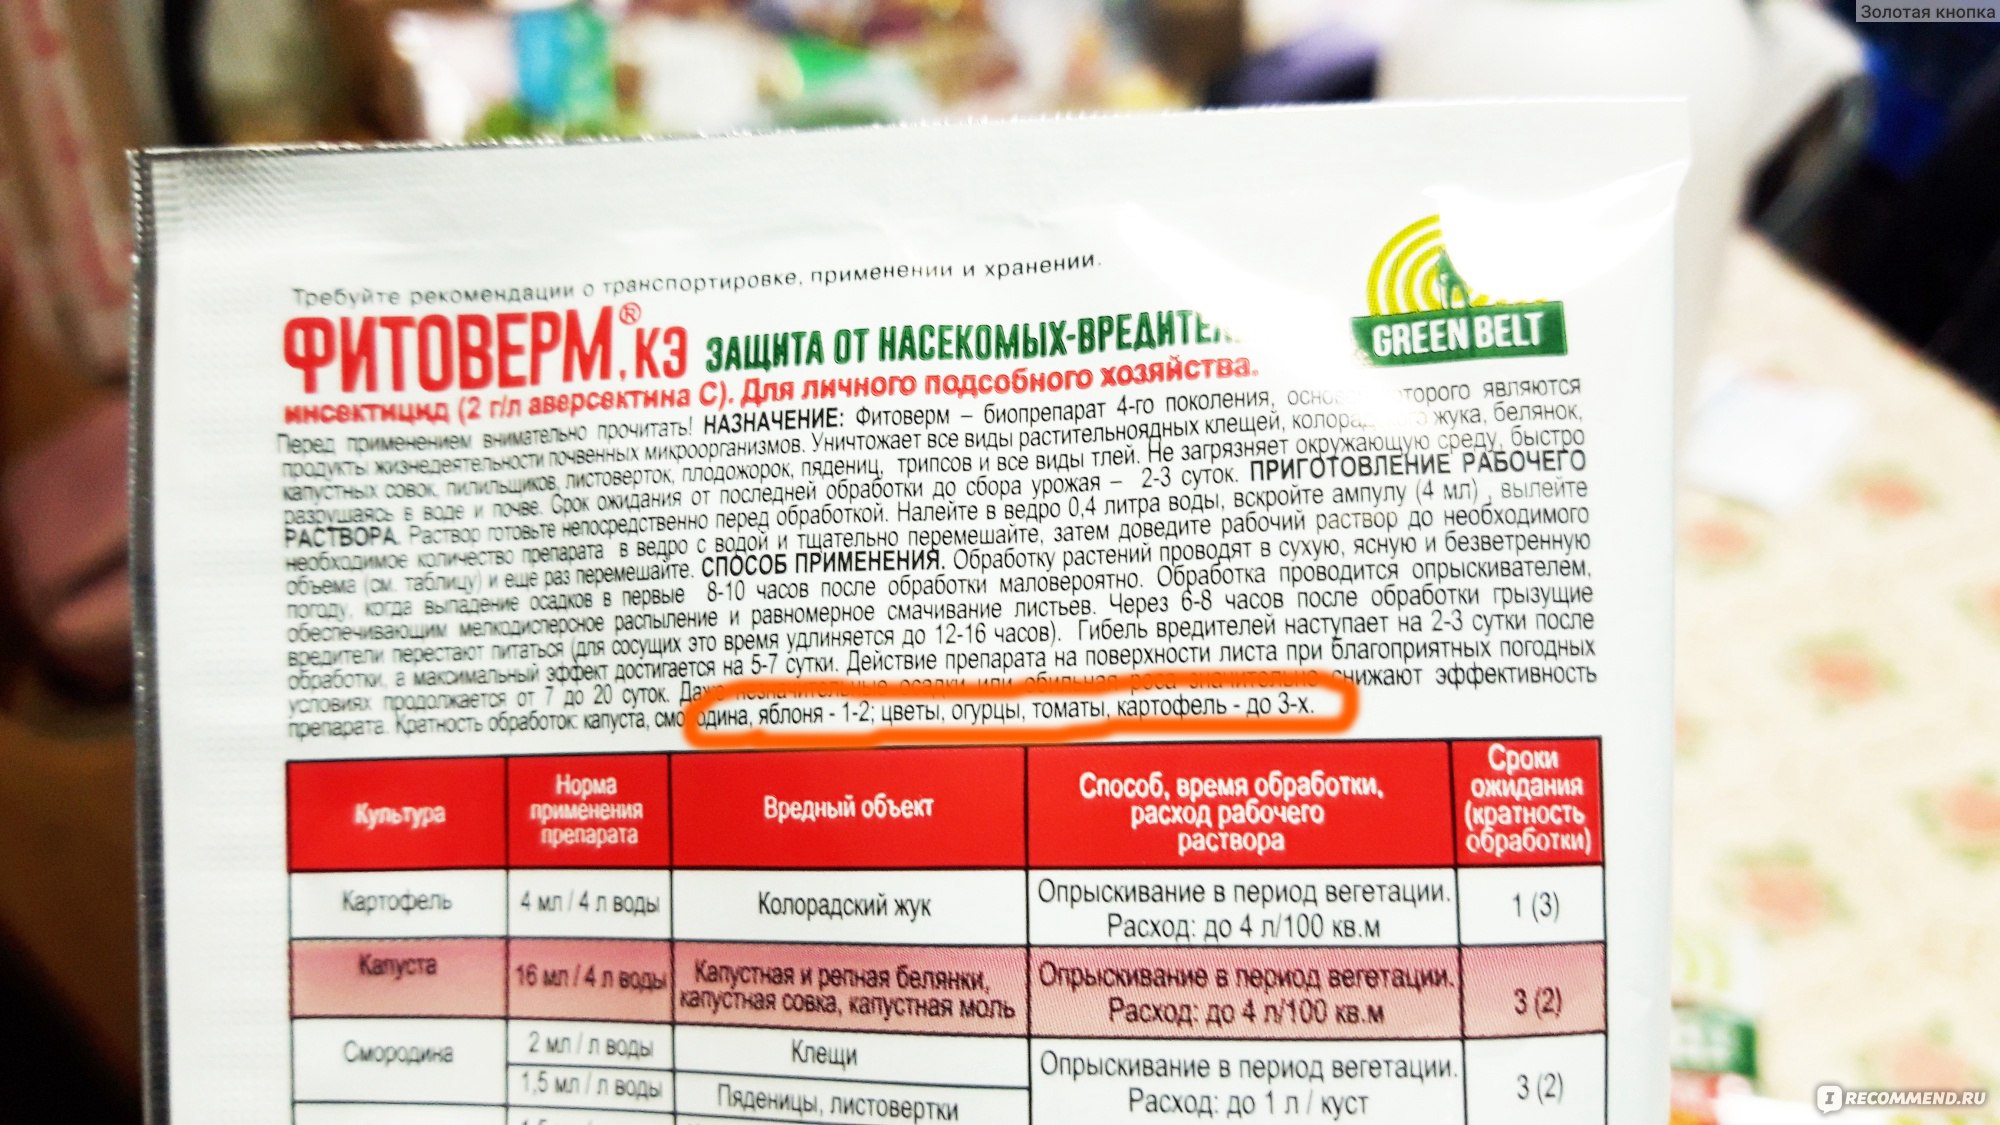 Золотая кнопка
Требуйте рекомендации о транспортировке, применении и хранении.
ФИТОВЕРМ®, КЭ ЗАЩИТА ОТ НАСЕКОМЫХ-ВРЕДИТЕЛ
GREEN BELT
инсектицид (2 г/л аверсектина С). Для личного подсобного хозяйства.
Перед применением внимательно прочитать! НАЗНАЧЕНИЕ: Фитоверм – биопрепарат 4-го поколения, которого являются
продукты жизнедеятельности почвенных микроорганизмов. Уничтожает все виды растительноядных клещей, жука, белянок,
капустных совок, пилильщиков, листоверток, плодожорок, пядениц, трипсов и все виды тлей. Не загрязняет окружающую среду, быстро
разрушаясь в воде и почве. Срок ожидания от последней обработки до сбора урожая – 2-3 суток. ПРИГОТОВЛЕНИЕ РАБОЧЕГО
РАСТВОРА. Раствор готовьте непосредственно перед обработкой. Налейте в ведро 0,4 литра воды, вскройте ампулу (4 мл) , вылейте
необходимое количество препарата в ведро с водой и тщательно перемешайте, затем доведите рабочий раствор до необходимого
объема (см. таблицу) и еще раз перемешайте. СПОСОБ ПРИМЕНЕНИЯ. Обработку растений проводят в сухую, ясную и безветренную
погоду, когда выпадение осадков в первые 8-10 часов после обработки маловероятно. Обработка проводится опрыскивателем,
обеспечивающим мелкодисперсное распыление и равномерное смачивание листьев. Через 6-8 часов после обработки грызущие
вредители перестают питаться (для сосущих это время удлиняется до 12-16 часов). Гибель вредителей наступает на 2-3 сутки после
обработки, а максимальный эффект достигается на 5-7 сутки. Действие препарата на поверхности листа при благоприятных погодных
условиях продолжается от 7 до 20 суток. Даже незначительные осадки или обильная роса значительно снижают эффективность
препарата. Кратность обработок: капуста, смородина, яблоня - 1-2; цветы, огурцы, томаты, картофель - до 3-х.
Культура
Норма
применения
препарата
Вредный объект
Способ, время обработки,
расход рабочего
раствора
Сроки
ожидания
(кратность
обработки)
Картофель
4 мл / 4 л воды
Колорадский жук
Опрыскивание в период вегетации.
Расход: до 4 л/100 кв.м
1 (3)
Капуста
16 мл / 4 л воды
Капустная и репная белянки,
капустная совка, капустная моль
Опрыскивание в период вегетации.
Расход: до 4 л/100 кв.м
3 (2)
Смородина
2 мл / л воды
Клещи
1,5 мл / л воды
Пяденицы, листовертки
Опрыскивание в период вегетации.
Расход: до 1 л / куст
3 (2)
IRECOMMEND.RU